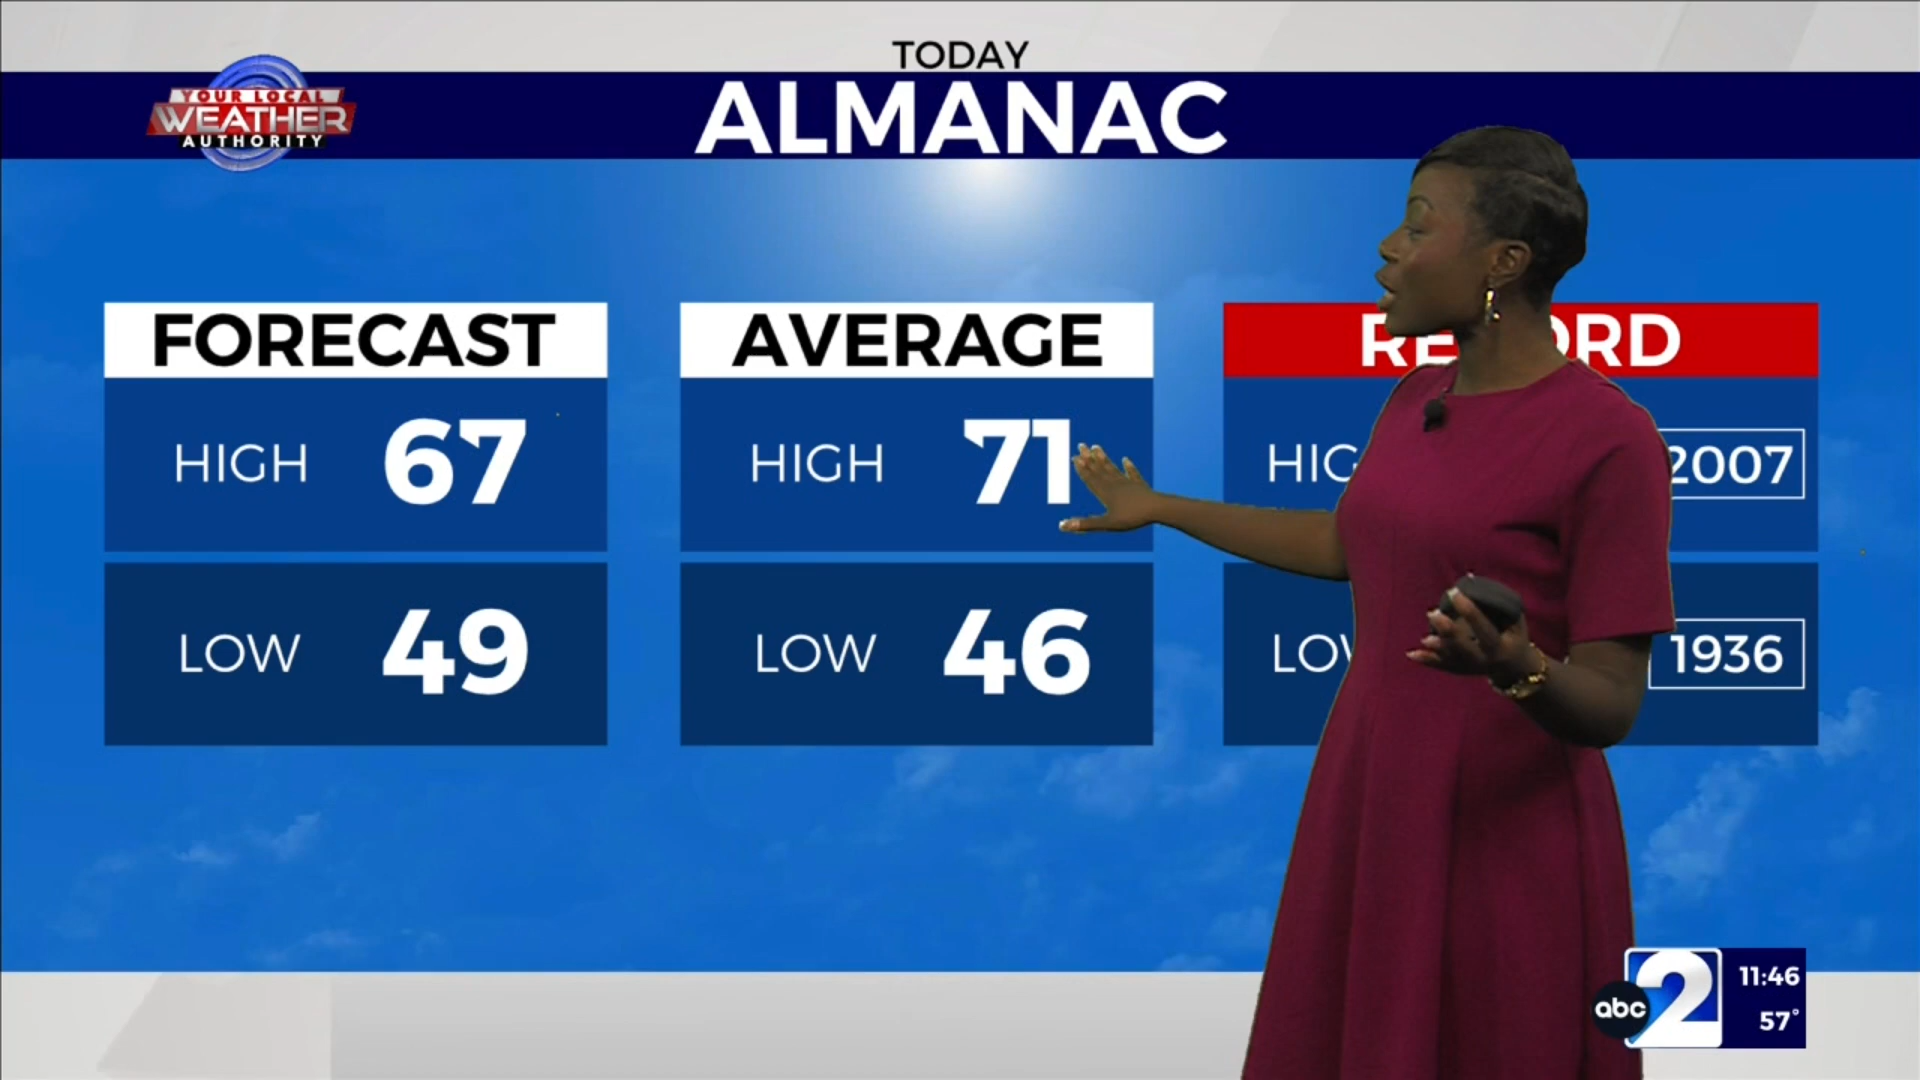 TODAY
ALMANAC
YOUR LOCAL
WEATHER
AUTHORITY
FORECAST
HIGH 67
LOW 49
AVERAGE
HIGH 71
LOW 46
2007
1936
abc 2
11:46
57°